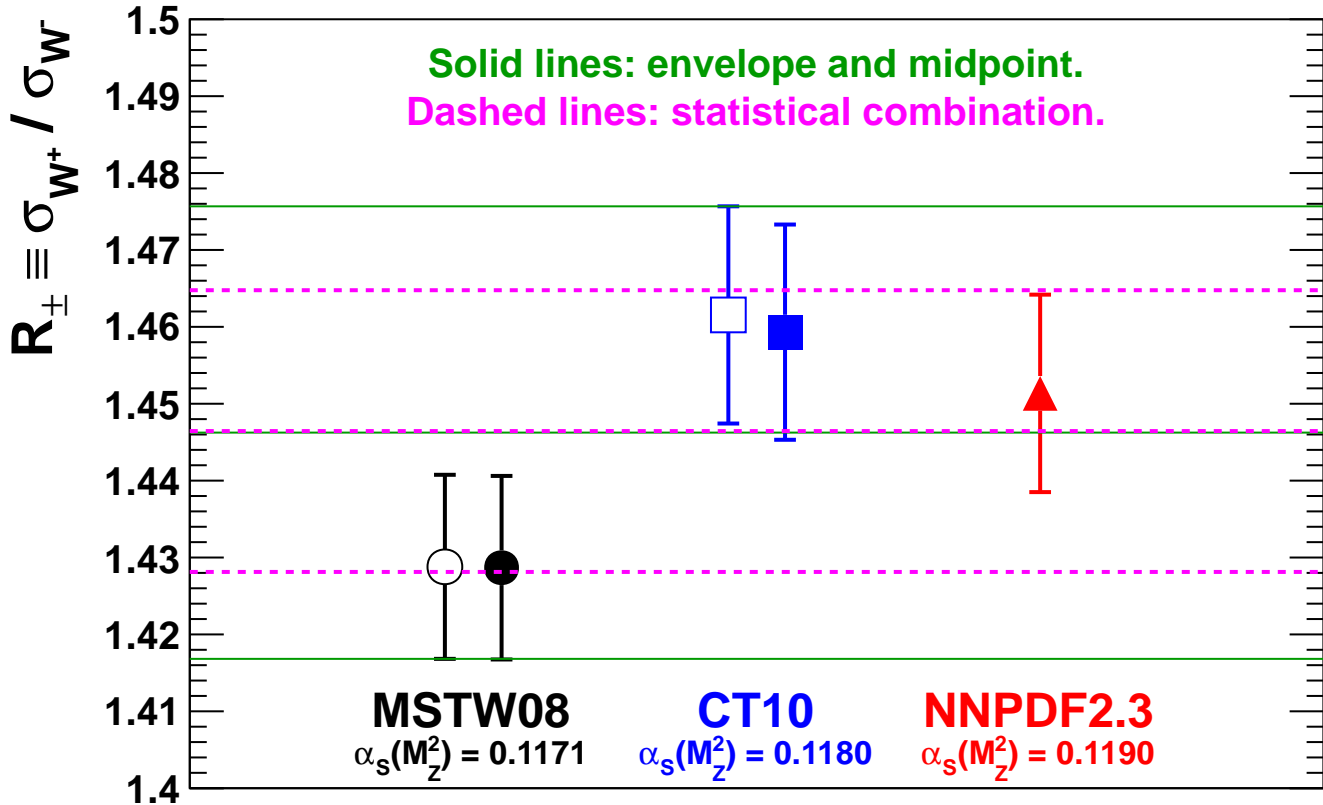 R± ≡ σW+ / σW-
1.5
1.49
1.48
1.47
1.46
1.45
1.44
1.43
1.42
1.41
1.4
Solid lines: envelope and midpoint.
Dashed lines: statistical combination.
MSTW08 CT10 NNPDF2.3
αS(M²Z) = 0.1171 αS(M²Z) = 0.1180 αS(M²Z) = 0.1190